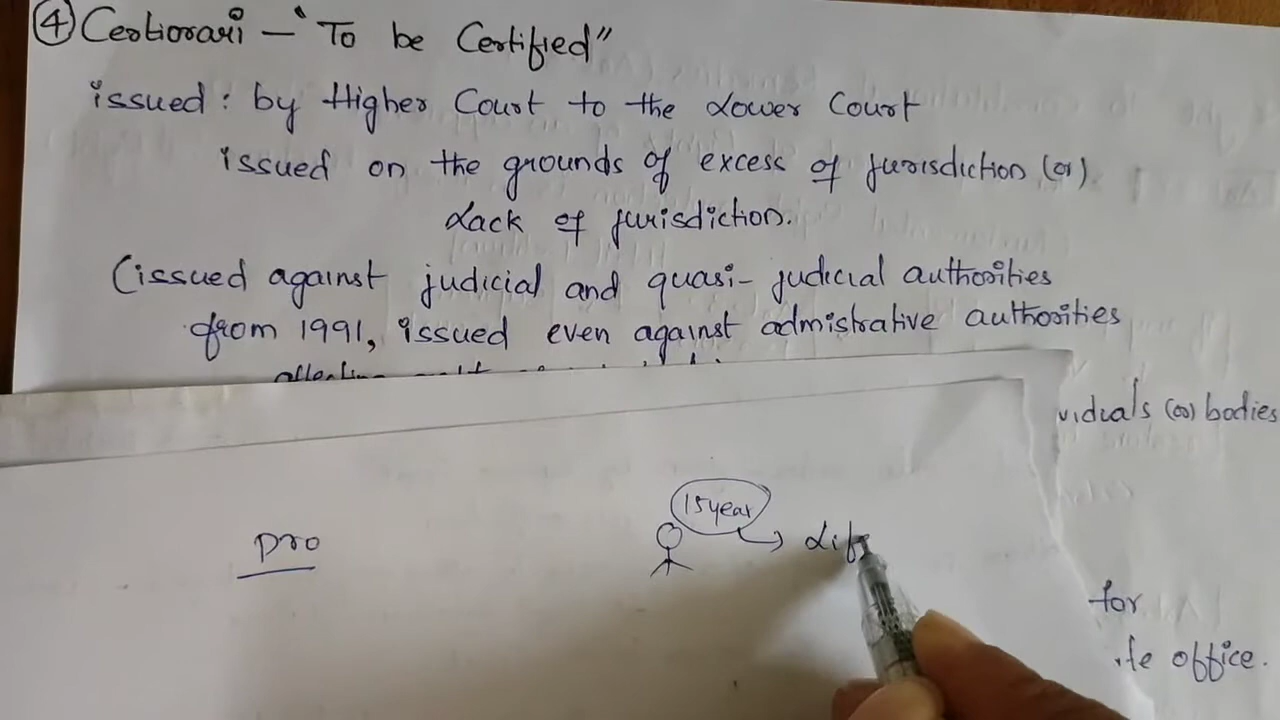 ④ Certiorari – "To be Certified"
issued : by Higher Court to the Lower Court
issued on the grounds of excess of jurisdiction (or)
Lack of jurisdiction.
(issued against judicial and quasi-judicial authorities
from 1991, issued even against admistrative authorities
viduals (or) bodies
15 year
pro
Lif
for
office.